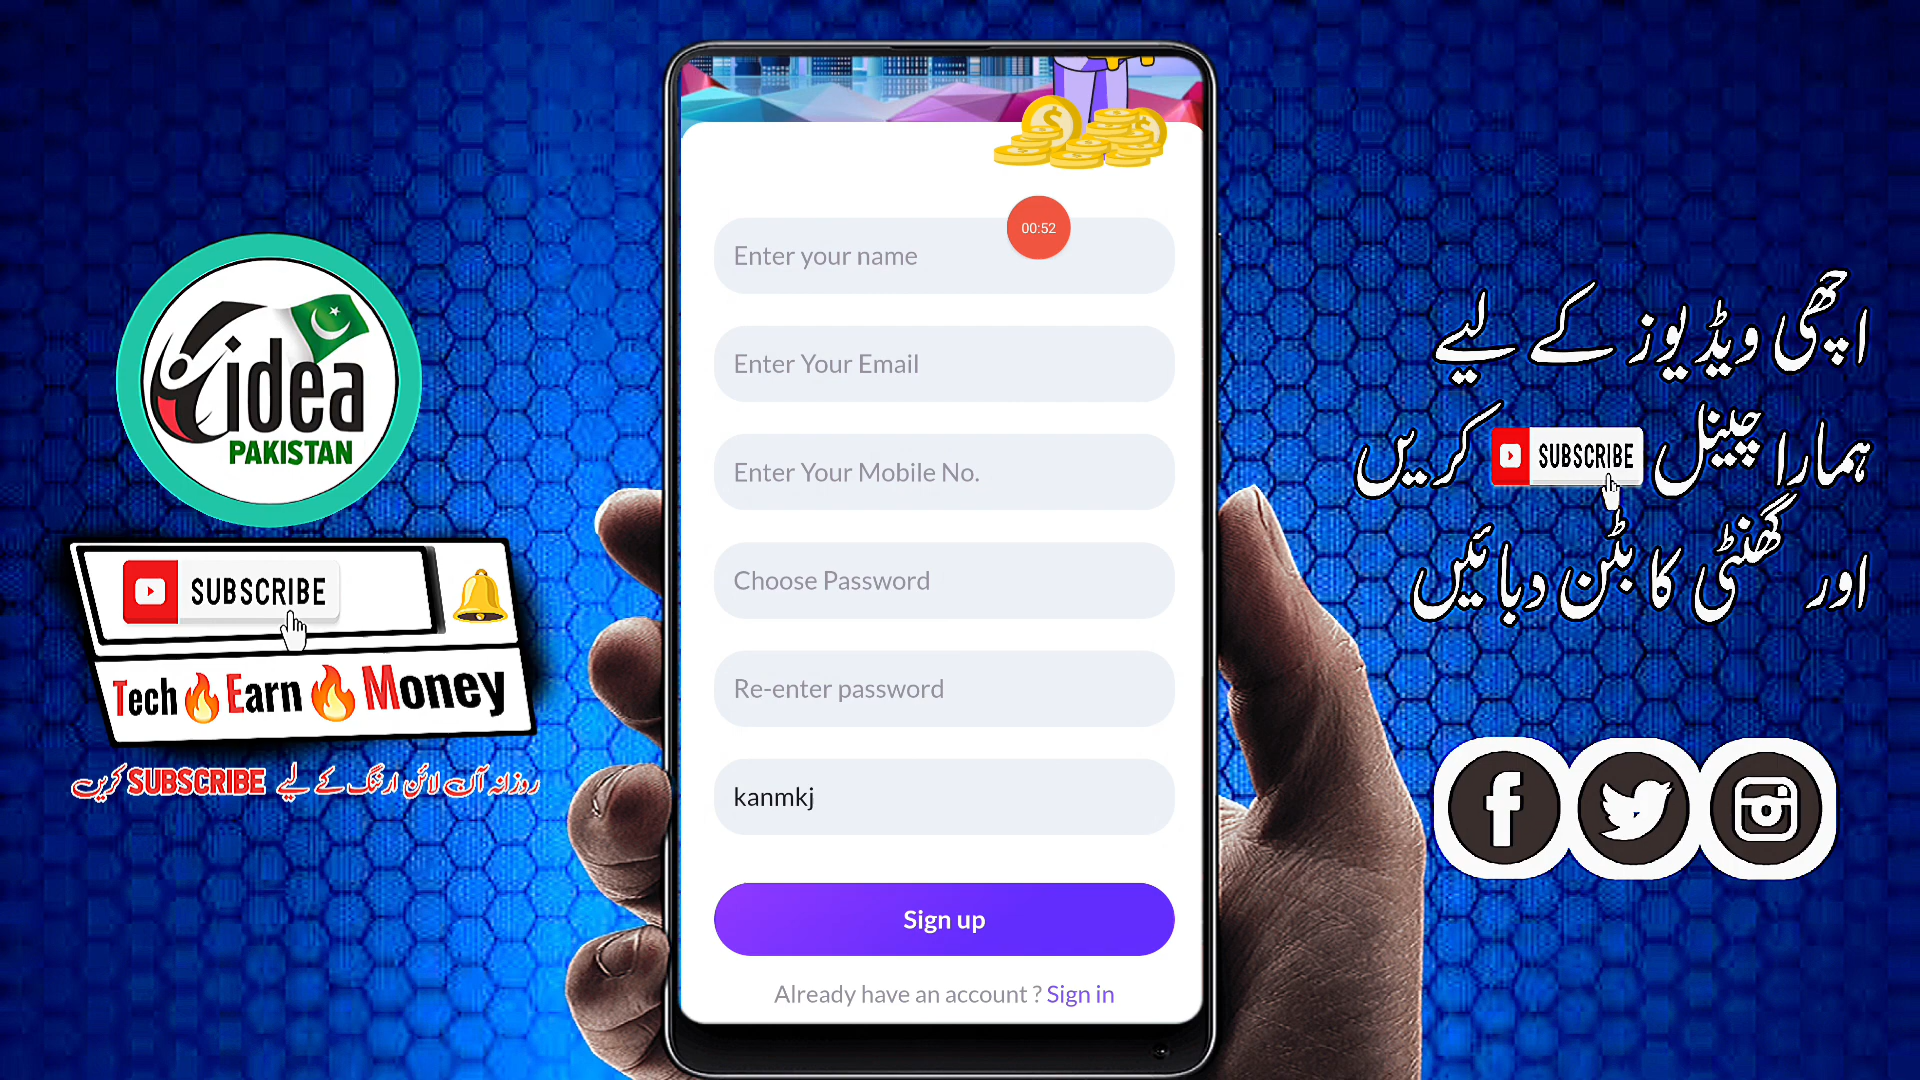 idea
PAKISTAN
SUBSCRIBE
Tech Earn Money
روزانہ آن لائن ارننگ کے لیے SUBSCRIBE کریں
00:52
Enter your name
Enter Your Email
Enter Your Mobile No.
Choose Password
Re-enter password
kanmkj
Sign up
Already have an account ? Sign in
اچھی ویڈیوز کے لیے
ہمارا چینل SUBSCRIBE کریں
اور گھنٹی کا بٹن دبائیں